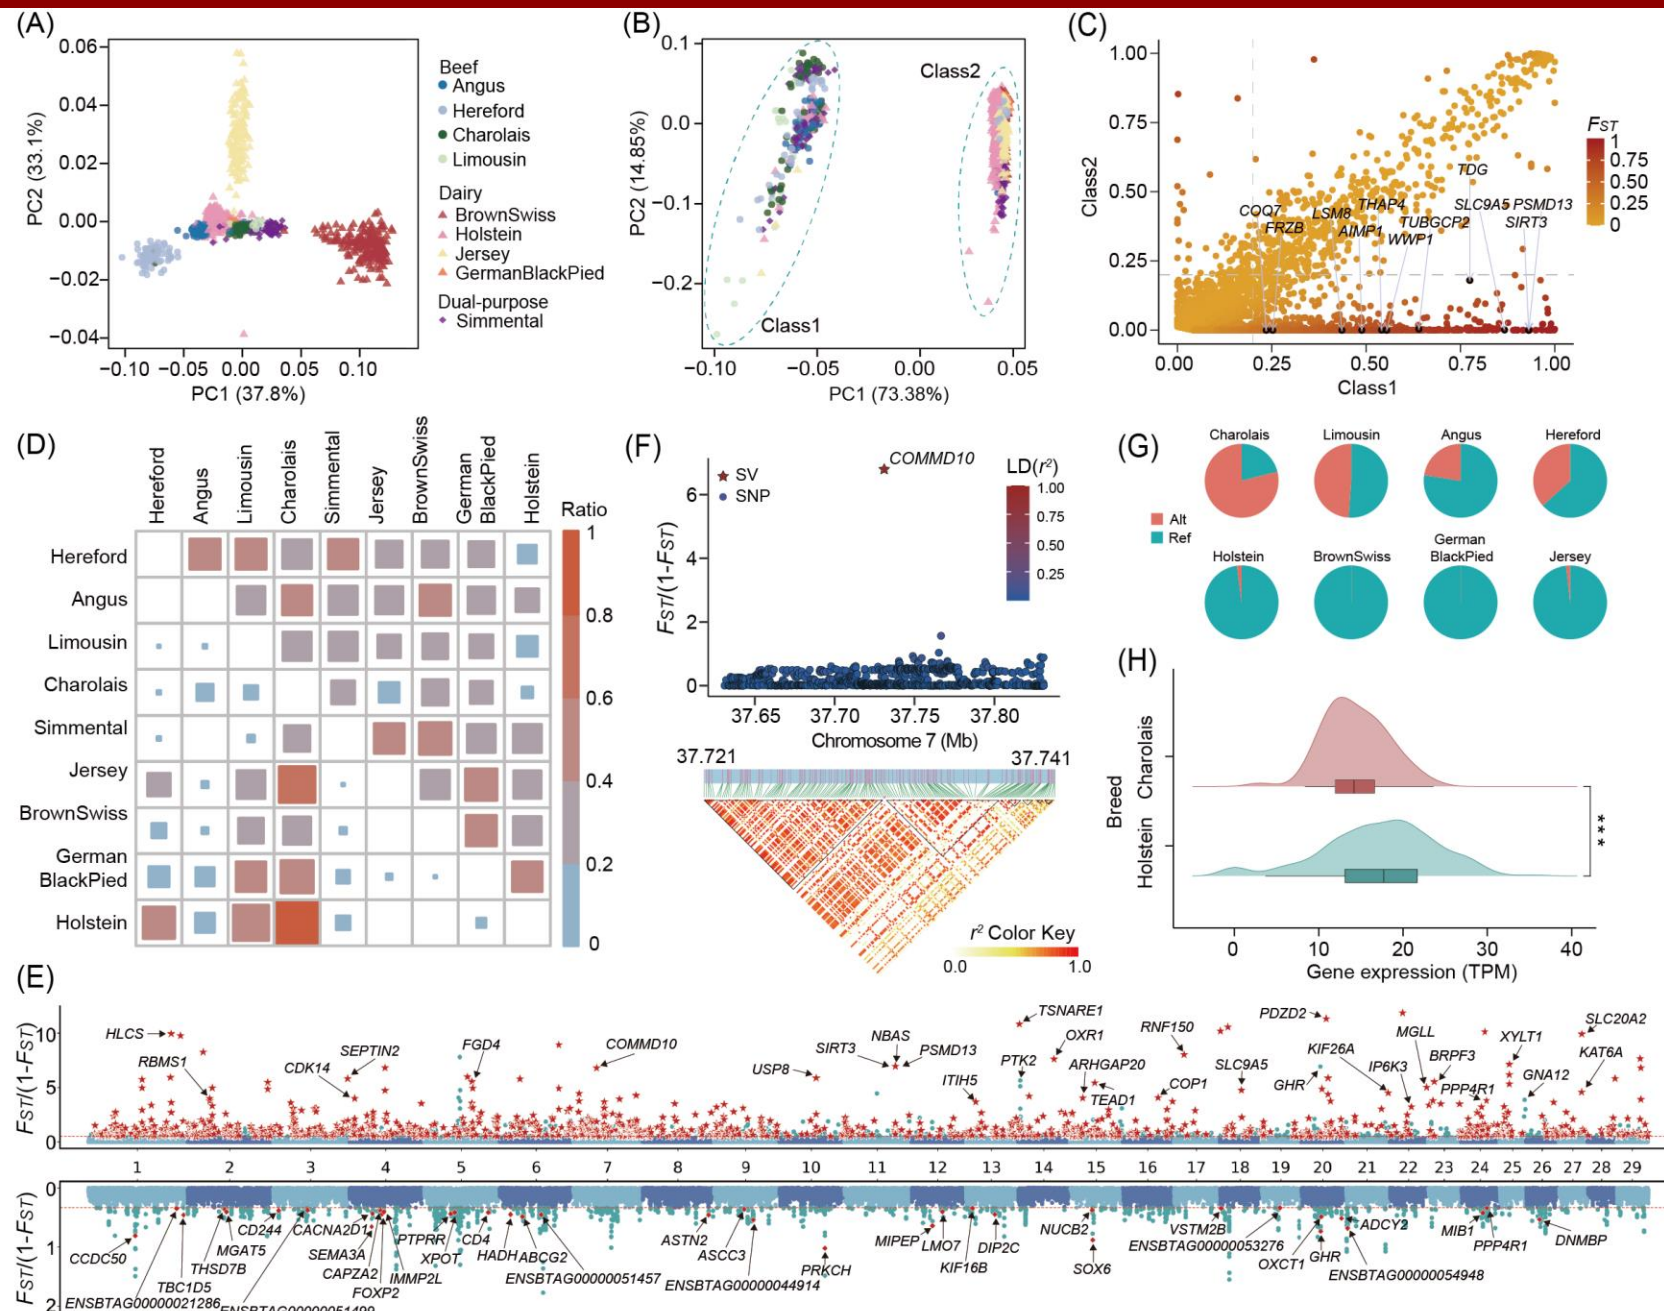 (A)
0.06
0.04
0.02
0.00
−0.02
−0.04
PC2 (33.1%)
−0.10 −0.05 0.00 0.05 0.10
PC1 (37.8%)
Beef
Angus
Hereford
Charolais
Limousin
Dairy
BrownSwiss
Holstein
Jersey
GermanBlackPied
Dual-purpose
Simmental
(B)
0.1
0.0
−0.1
−0.2
PC2 (14.85%)
Class2
Class1
−0.10 −0.05 0.00 0.05
PC1 (73.38%)
(C)
1.00
0.75
0.50
0.25
0.00
Class2
TDG
COQ7 LSM8 THAP4 SLC9A5 PSMD13
FRZB AIMP1 TUBGCP2 SIRT3
WWP1
0.00 0.25 0.50 0.75 1.00
Class1
FST
1
0.75
0.50
0.25
0
(D)
Hereford
Angus
Limousin
Charolais
Simmental
Jersey
BrownSwiss
German
BlackPied
Holstein
Hereford
Angus
Limousin
Charolais
Simmental
Jersey
BrownSwiss
German
BlackPied
Holstein
Ratio
1
0.8
0.6
0.4
0.2
0
(F)
SV
SNP
COMMD10
LD(r²)
1.00
0.75
0.50
0.25
6
4
2
0
FST/(1-FST)
37.65 37.70 37.75 37.80
Chromosome 7 (Mb)
37.721 37.741
r² Color Key
0.0 1.0
(G)
Charolais Limousin Angus Hereford
Alt
Ref
Holstein BrownSwiss German
BlackPied Jersey
(H)
Breed
Charolais
Holstein
***
0 10 20 30 40
Gene expression (TPM)
(E)
FST/(1-FST)
10
5
0
HLCS
RBMS1
CDK14
SEPTIN2
FGD4
COMMD10
USP8
SIRT3
NBAS
PSMD13
ITIH5
TSNARE1
PTK2
OXR1
ARHGAP20
TEAD1
RNF150
COP1
SLC9A5
PDZD2
GHR
KIF26A
IP6K3
MGLL
BRPF3
PPP4R1
XYLT1
GNA12
SLC20A2
KAT6A
1 2 3 4 5 6 7 8 9 10 11 12 13 14 15 16 17 18 19 20 22 23 24 25 26 27 28 29
FST/(1-FST)
0
1
2
CCDC50
ENSBTAG00000021286
TBC1D5
THSD7B
MGAT5
CD244
ENSBTAG00000051499
CACNA2D1
SEMA3A
CAPZA2
FOXP2
IMMP2L
PTPRR
XPOT
CD4
HADH
ABCG2
ENSBTAG00000051457
ASTN2
ASCC3
ENSBTAG00000044914
PRKCH
MIPEP
LMO7
KIF16B
DIP2C
NUCB2
SOX6
VSTM2B
ENSBTAG00000053276
OXCT1
GHR
ADCY2
ENSBTAG00000054948
MIB1
PPP4R1
DNMBP